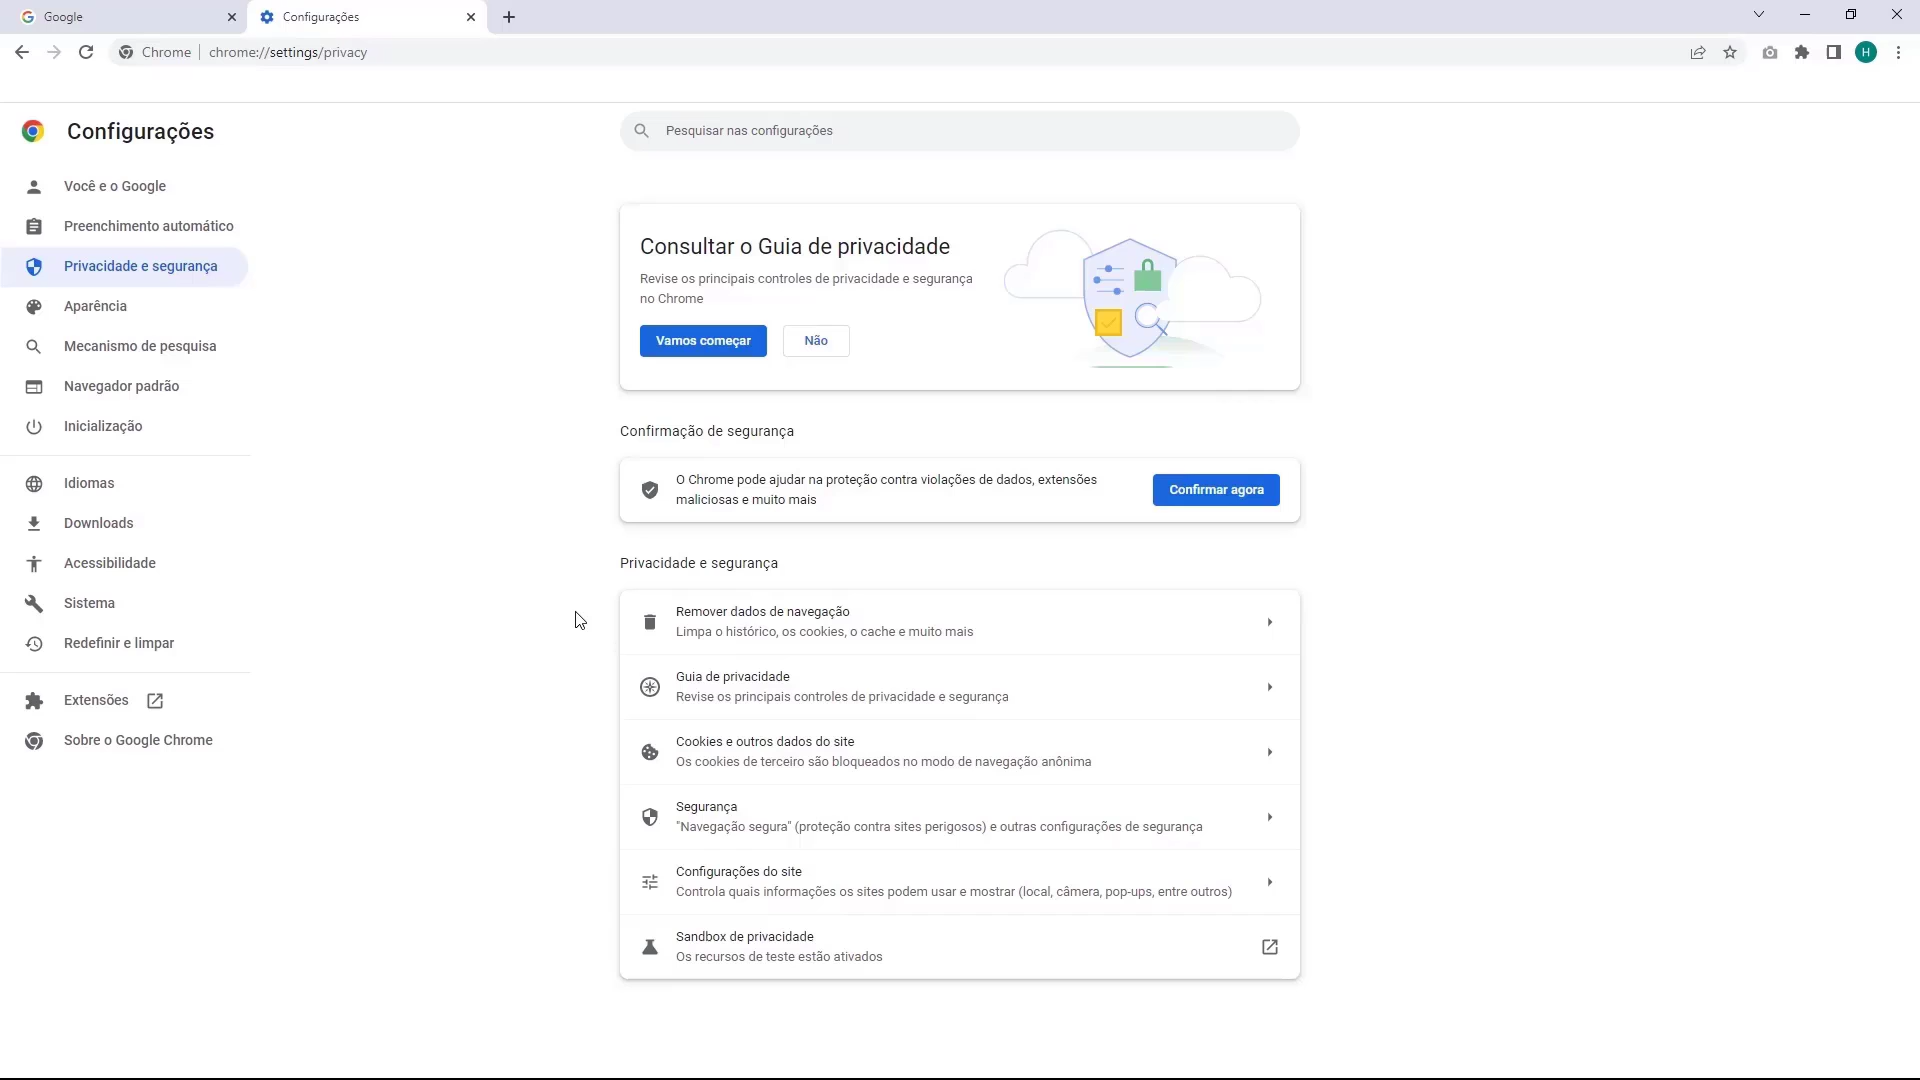 Google
Configurações
Chrome
chrome://settings/privacy
H
Configurações
Pesquisar nas configurações
Você e o Google
Preenchimento automático
Privacidade e segurança
Aparência
Mecanismo de pesquisa
Navegador padrão
Inicialização
Idiomas
Downloads
Acessibilidade
Sistema
Redefinir e limpar
Extensões
Sobre o Google Chrome
Consultar o Guia de privacidade
Revise os principais controles de privacidade e segurança
no Chrome
Vamos começar
Não
Confirmação de segurança
O Chrome pode ajudar na proteção contra violações de dados, extensões
maliciosas e muito mais
Confirmar agora
Privacidade e segurança
Remover dados de navegação
Limpa o histórico, os cookies, o cache e muito mais
Guia de privacidade
Revise os principais controles de privacidade e segurança
Cookies e outros dados do site
Os cookies de terceiro são bloqueados no modo de navegação anônima
Segurança
"Navegação segura" (proteção contra sites perigosos) e outras configurações de segurança
Configurações do site
Controla quais informações os sites podem usar e mostrar (local, câmera, pop-ups, entre outros)
Sandbox de privacidade
Os recursos de teste estão ativados